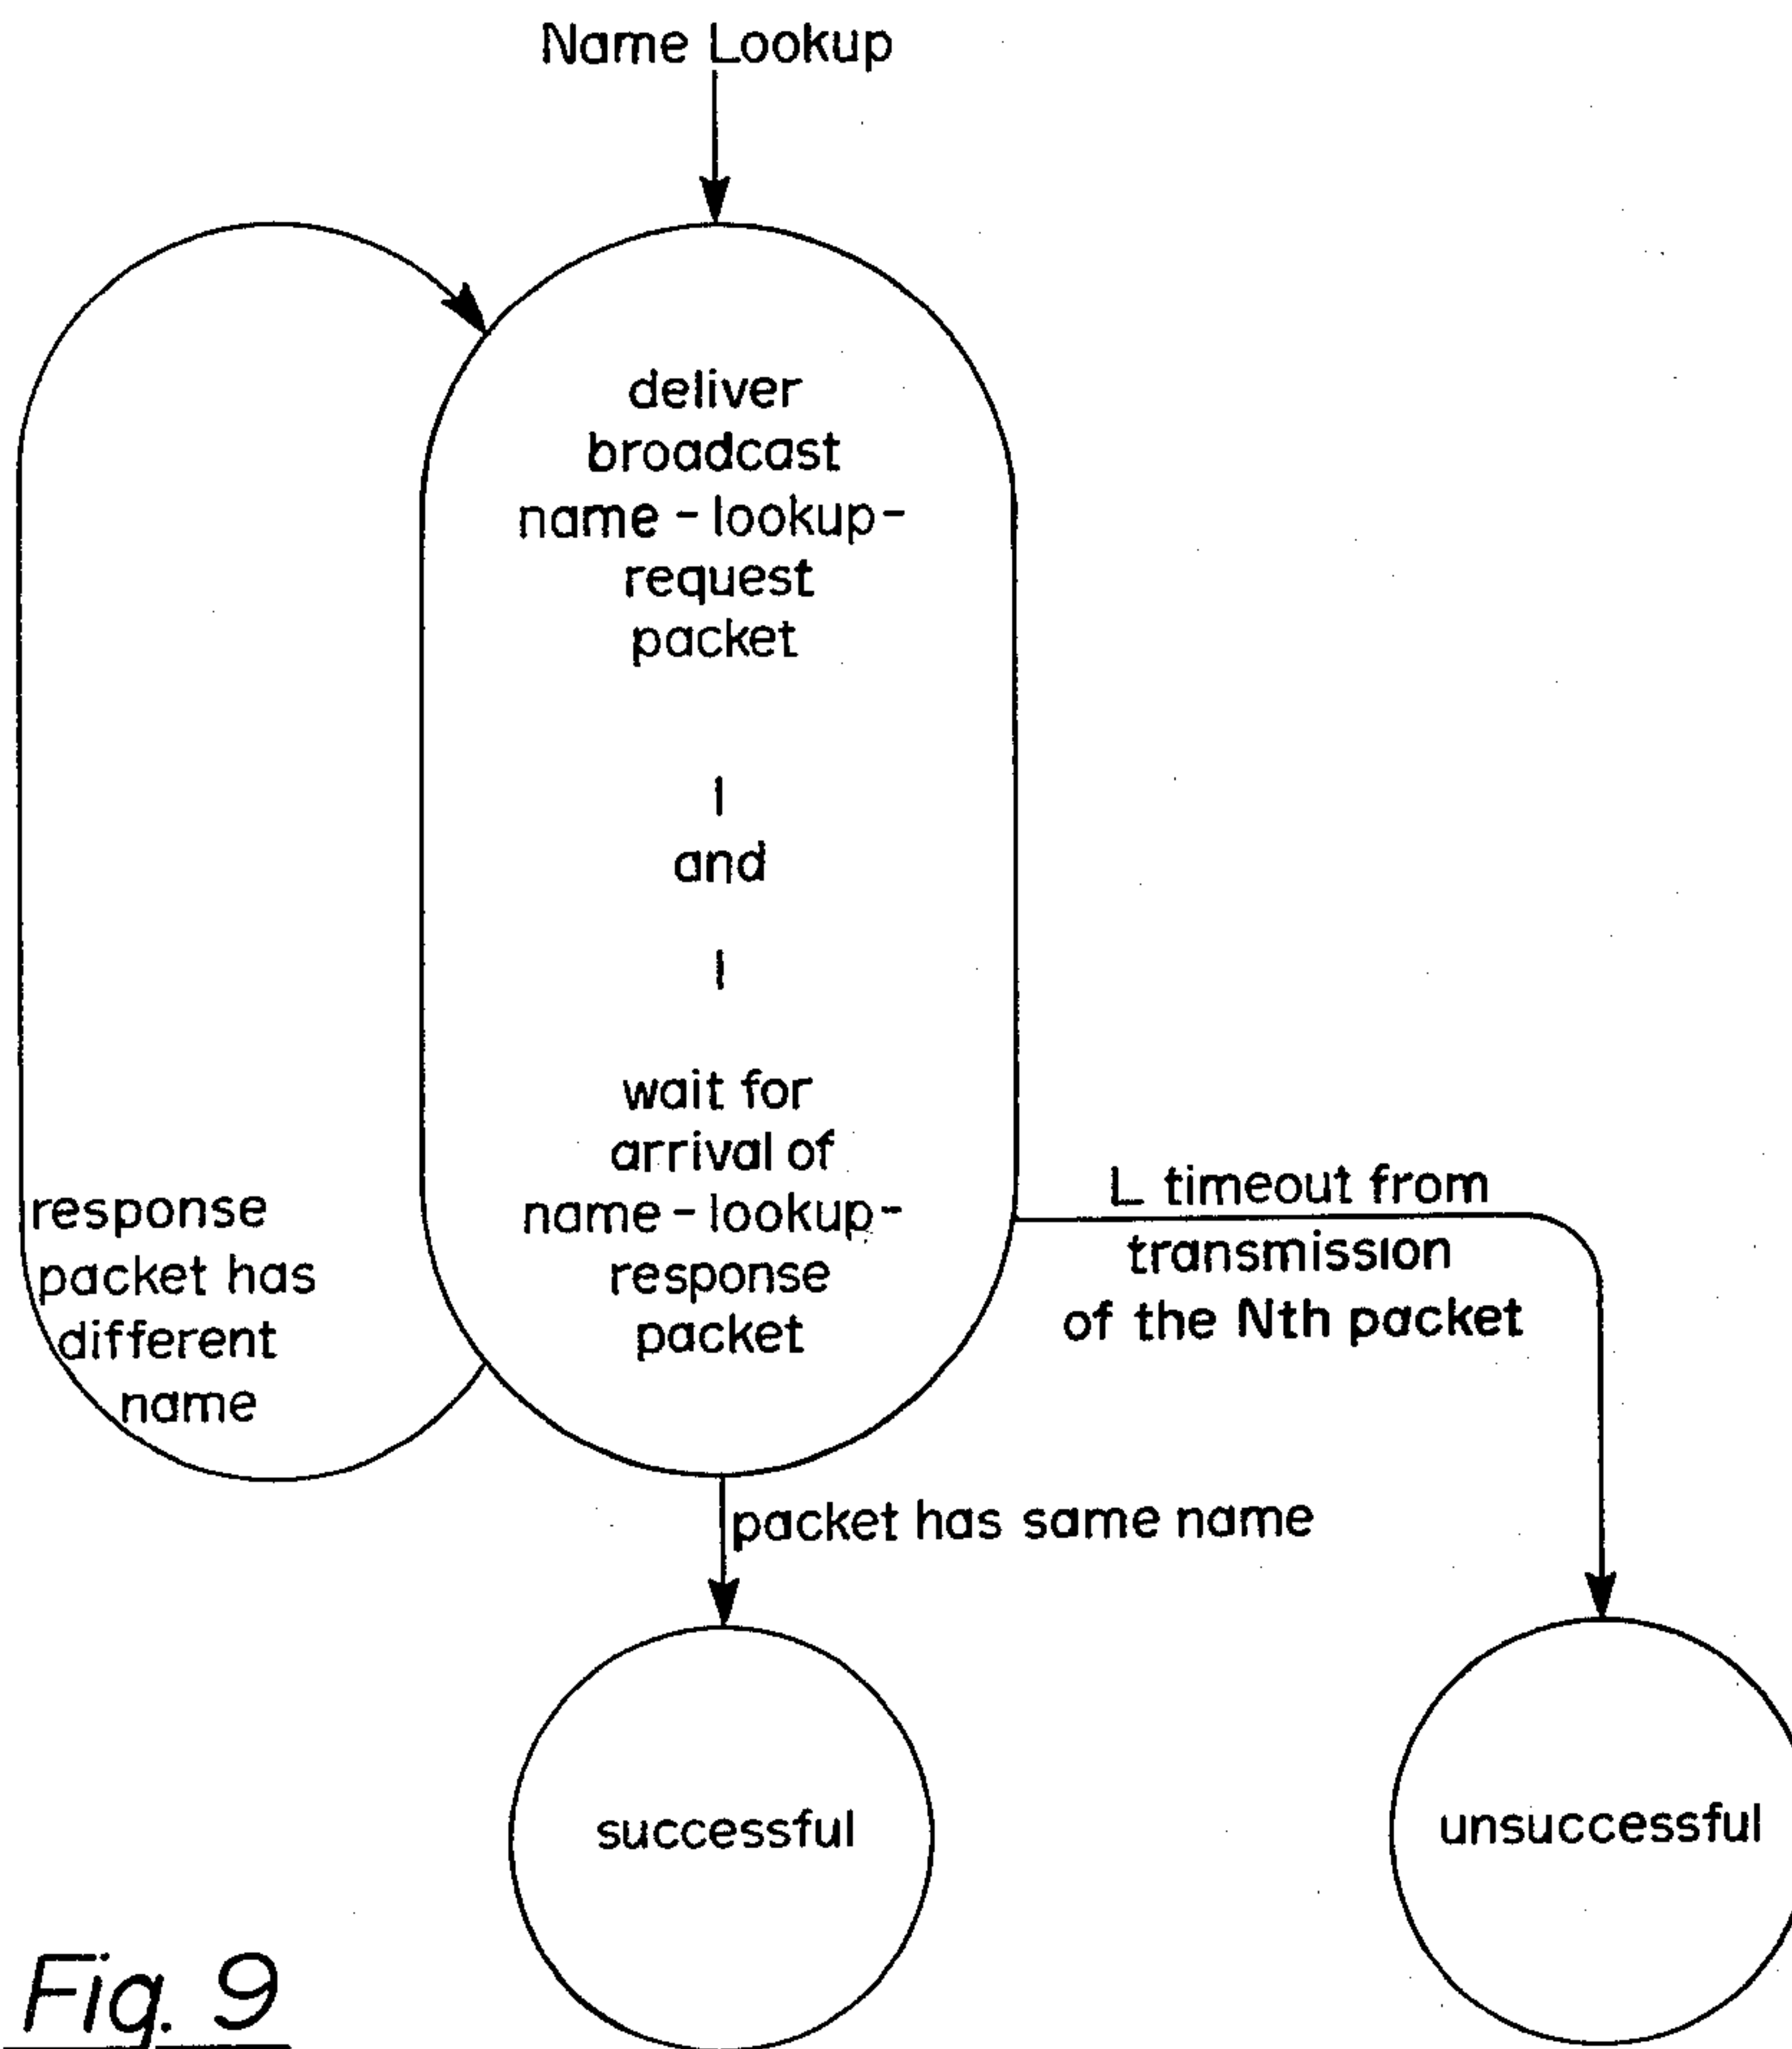 Name Lookup
deliver
broadcast
name - lookup-
request
packet
and
wait for
arrival of
name - lookup-
response
packet
response
packet has
different
name
L timeout from
transmission
of the Nth packet
packet has same name
successful
unsuccessful
Fig. 9